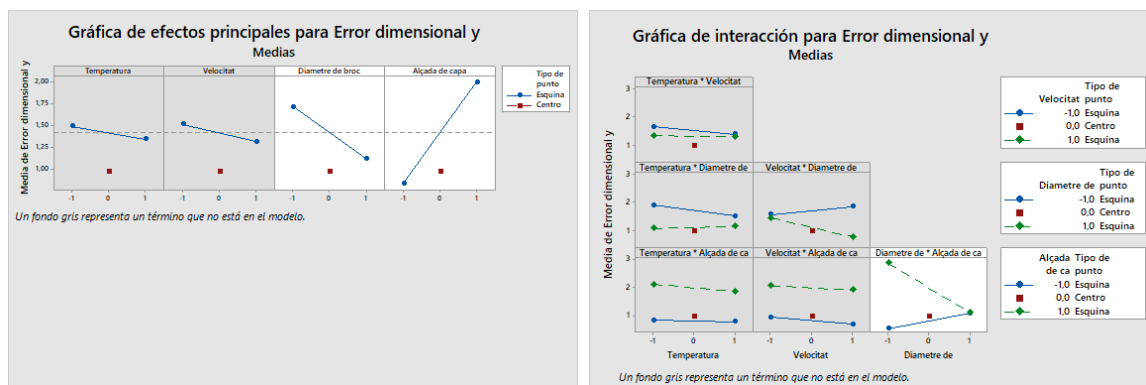 Gráfica de efectos principales para Error dimensional y
Medias
Temperatura Velocitat Diametre de broc Alçada de capa
Media de Error dimensional y
2,00
1,75
1,50
1,25
1,00
-1 0 1 -1 0 1 -1 0 1 -1 0 1
Tipo de
punto
Esquina
Centro
Un fondo gris representa un término que no está en el modelo.
Gráfica de interacción para Error dimensional y
Medias
Media de Error dimensional y
Temperatura * Velocitat
3
2
1
Temperatura * Diametre de Velocitat * Diametre de
3
2
1
Temperatura * Alçada de ca Velocitat * Alçada de ca Diametre de * Alçada de ca
3
2
1
-1 0 1 -1 0 1 -1 0 1
Temperatura Velocitat Diametre de
Tipo de
Velocitat punto
-1,0 Esquina
0,0 Centro
1,0 Esquina
Tipo de
Diametre de punto
-1,0 Esquina
0,0 Centro
1,0 Esquina
Alçada Tipo de
de ca punto
-1,0 Esquina
0,0 Centro
1,0 Esquina
Un fondo gris representa un término que no está en el modelo.